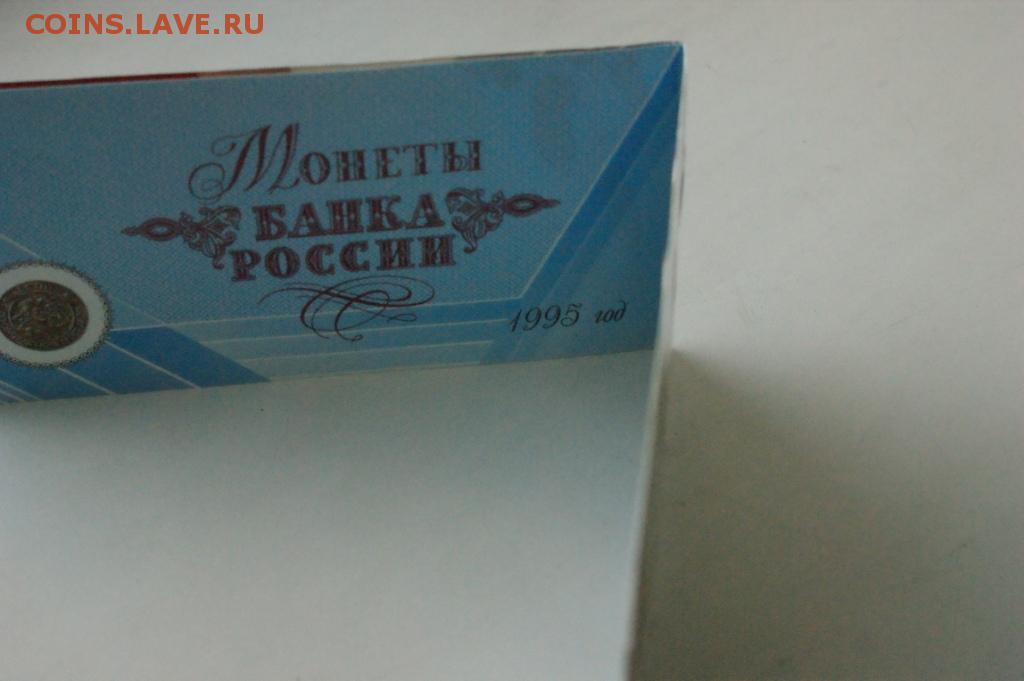 COINS.LAVE.RU
Монеты
БАНКА
РОССИИ
1995 год